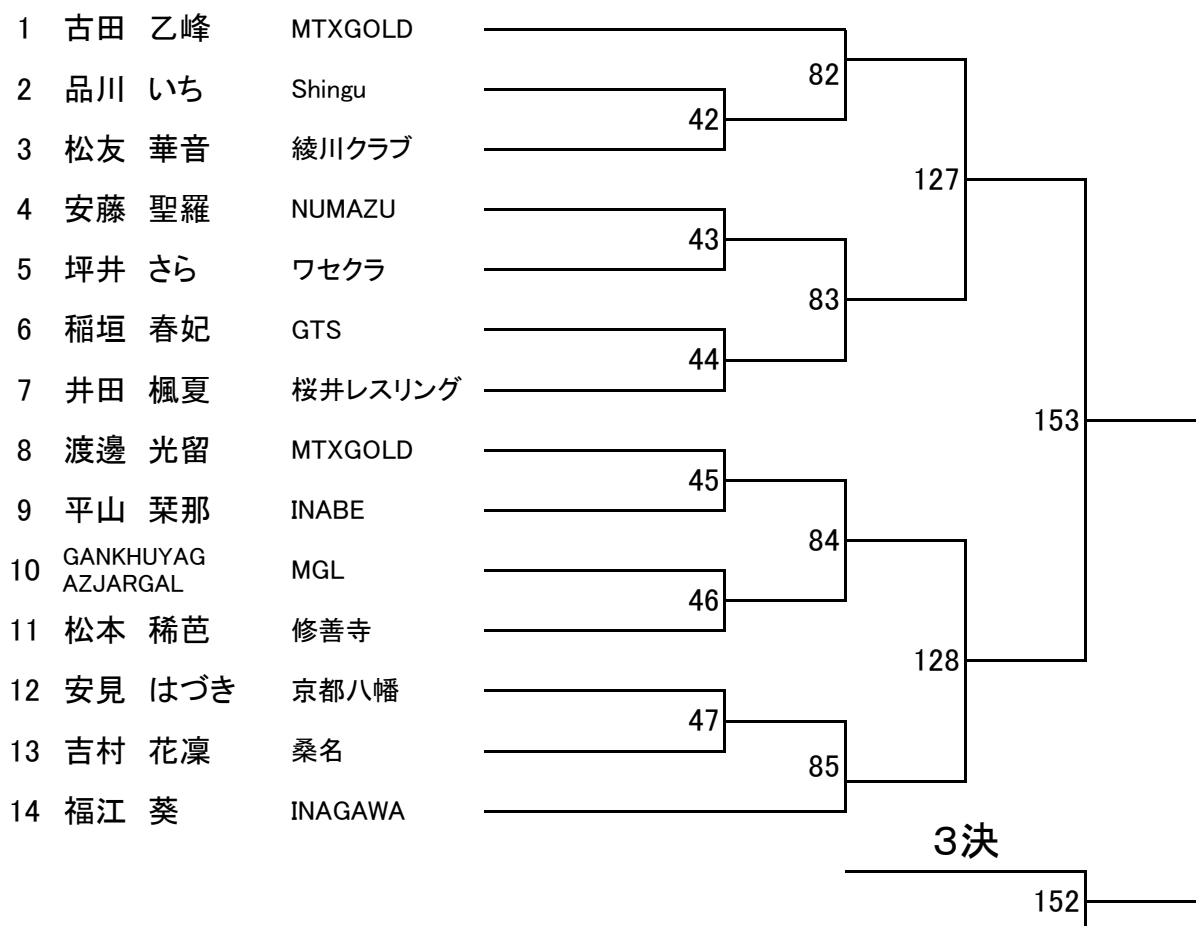 1 古田 乙峰 MTXGOLD
82
2 品川 いち Shingu
42
3 松友 華音 綾川クラブ
127
4 安藤 聖羅 NUMAZU
43
5 坪井 さら ワセクラ
83
6 稲垣 春妃 GTS
44
7 井田 楓夏 桜井レスリング
153
8 渡邊 光留 MTXGOLD
45
9 平山 栞那 INABE
84
10 GANKHUYAG
AZJARGAL MGL
46
11 松本 稀芭 修善寺
128
12 安見 はづき 京都八幡
47
13 吉村 花凜 桑名
85
14 福江 葵 INAGAWA
3決
152